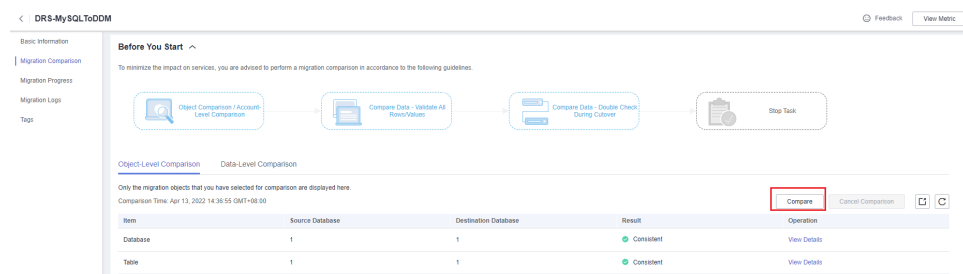 DRS-MySQLToDDM
Feedback
View Metric
Basic Information
Migration Comparison
Migration Progress
Migration Logs
Tags
Before You Start
To minimize the impact on services, you are advised to perform a migration comparison in accordance to the following guidelines.
Object Comparison / Account-
Level Comparison
Compare Data - Validate All
Rows/Values
Compare Data - Double Check
During Cutover
Stop Task
Object-Level Comparison
Data-Level Comparison
Only the migration objects that you have selected for comparison are displayed here.
Comparison Time: Apr 13, 2022 14:36:55 GMT+08:00
Compare
Cancel Comparison
Item Source Database Destination Database Result Operation
Database 1 1 Consistent View Details
Table 1 1 Consistent View Details